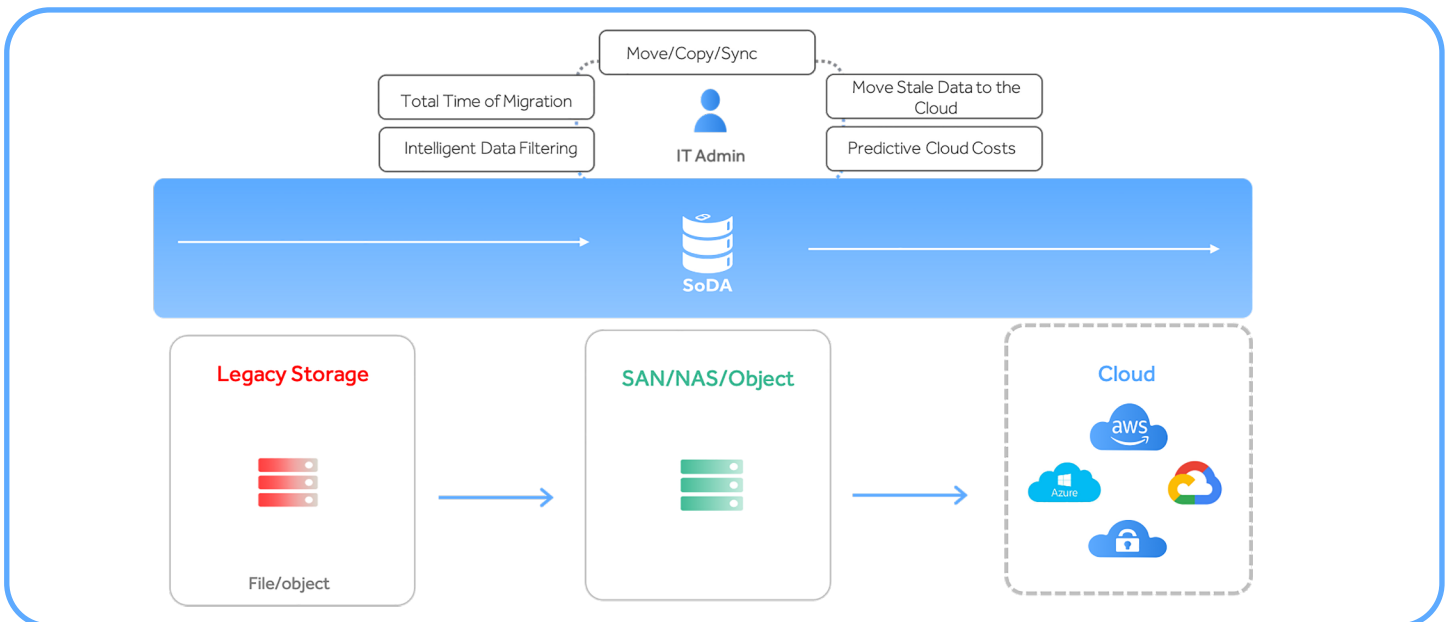 Move/Copy/Sync
Total Time of Migration
Intelligent Data Filtering
IT Admin
Move Stale Data to the
Cloud
Predictive Cloud Costs
SoDA
Legacy Storage
File/object
SAN/NAS/Object
Cloud
aws
Azure